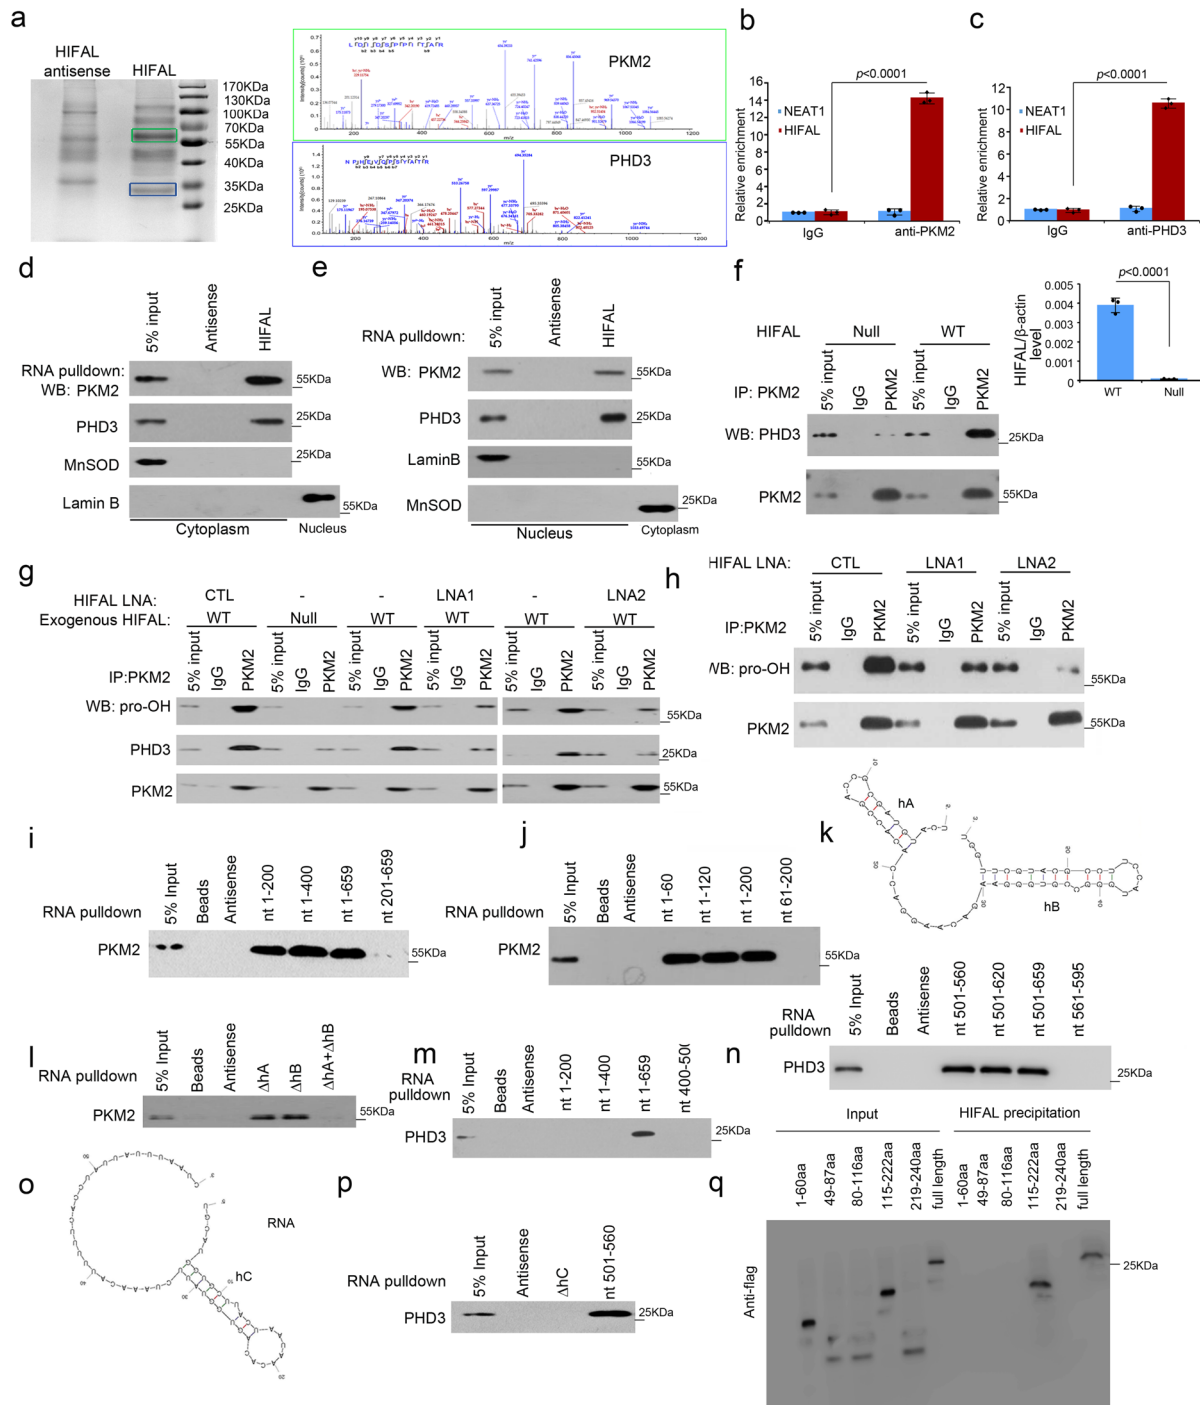 a
HIFAL antisense
HIFAL
170KDa
130KDa
100KDa
70KDa
55KDa
40KDa
35KDa
25KDa
PKM2
PHD3
Intensity[counts]
m/z
200 400 600 800 1000 1200
b
p<0.0001
NEAT1
HIFAL
Relative enrichment
16
14
12
10
8
6
4
2
0
IgG anti-PKM2
c
p<0.0001
NEAT1
HIFAL
Relative enrichment
12
10
8
6
4
2
0
IgG anti-PHD3
d
5% input
Antisense
HIFAL
RNA pulldown:
WB: PKM2
55KDa
PHD3
25KDa
MnSOD
25KDa
Lamin B
55KDa
Cytoplasm
Nucleus
e
5% input
Antisense
HIFAL
RNA pulldown:
WB: PKM2
55KDa
PHD3
25KDa
LaminB
55KDa
MnSOD
25KDa
Nucleus
Cytoplasm
f
HIFAL Null WT
5% input IgG PKM2 5% input IgG PKM2
IP: PKM2
WB: PHD3
25KDa
PKM2
55KDa
p<0.0001
HIFAL/β-actin level
0.005
0.004
0.003
0.002
0.001
0
WT Null
g
HIFAL LNA: CTL - - LNA1 - LNA2
Exogenous HIFAL: WT Null WT WT WT WT
5% input IgG PKM2 5% input IgG PKM2 5% input IgG PKM2 5% input IgG PKM2 5% input IgG PKM2 5% input IgG PKM2
IP:PKM2
WB: pro-OH
55KDa
PHD3
25KDa
PKM2
55KDa
h
HIFAL LNA: CTL LNA1 LNA2
5% input IgG PKM2 5% input IgG PKM2 5% input IgG PKM2
IP:PKM2
WB: pro-OH
55KDa
PKM2
55KDa
i
5% Input Beads Antisense nt 1-200 nt 1-400 nt 1-659 nt 201-659
RNA pulldown
PKM2
55KDa
j
5% Input Beads Antisense nt 1-60 nt 1-120 nt 1-200 nt 61-200
RNA pulldown
PKM2
55KDa
k
hA
hB
l
5% Input Beads Antisense ΔhA ΔhB ΔhA+ΔhB
RNA pulldown
PKM2
55KDa
m
5% Input Beads Antisense nt 1-200 nt 1-400 nt 1-659
RNA pulldown
PHD3
25KDa
n
5% Input Beads Antisense nt 501-560 nt 501-620 nt 501-659 nt 561-595
RNA pulldown
PHD3
o
hC
RNA
p
5% Input Antisense ΔhC nt 501-560
RNA pulldown
PHD3
25KDa
q
Input HIFAL precipitation
1-60aa 49-87aa 80-116aa 115-222aa 219-240aa full length 1-60aa 49-87aa 80-116aa 115-222aa 219-240aa full length
Anti-flag
25KDa